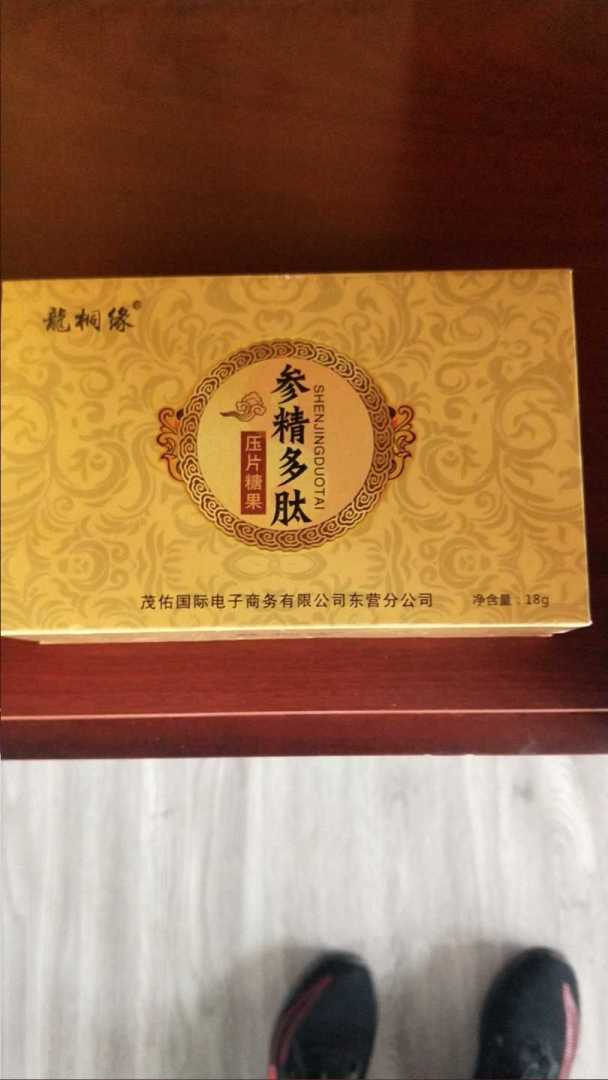 龍桐缘®
参精多肽
SHENJINGDUOTAI
压片糖果
茂佑国际电子商务有限公司东营分公司
净含量：18g